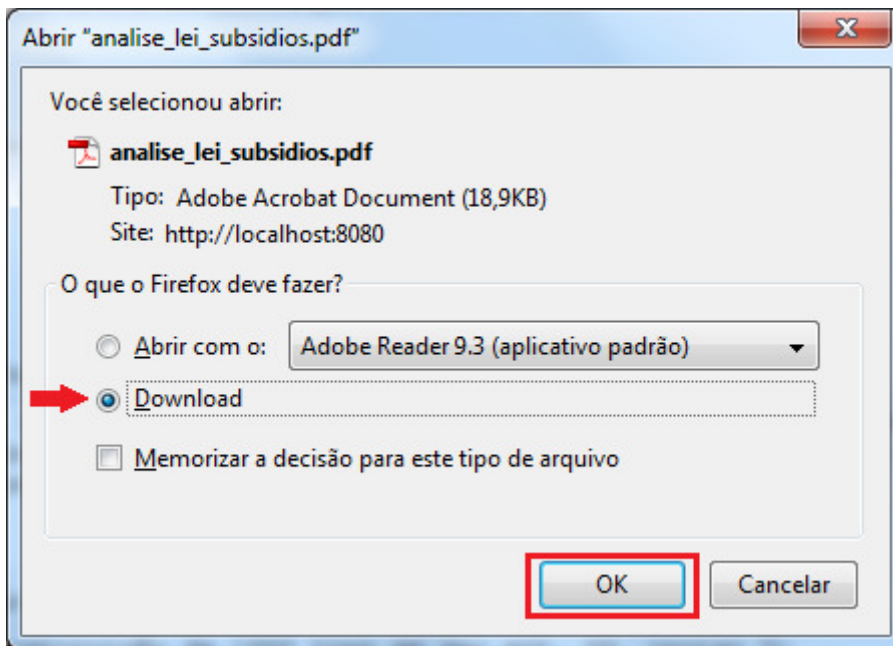 Abrir "analise_lei_subsidios.pdf"
Você selecionou abrir:
analise_lei_subsidios.pdf
Tipo: Adobe Acrobat Document (18,9KB)
Site: http://localhost:8080
O que o Firefox deve fazer?
Abrir com o: Adobe Reader 9.3 (aplicativo padrão)
Download
Memorizar a decisão para este tipo de arquivo
OK Cancelar